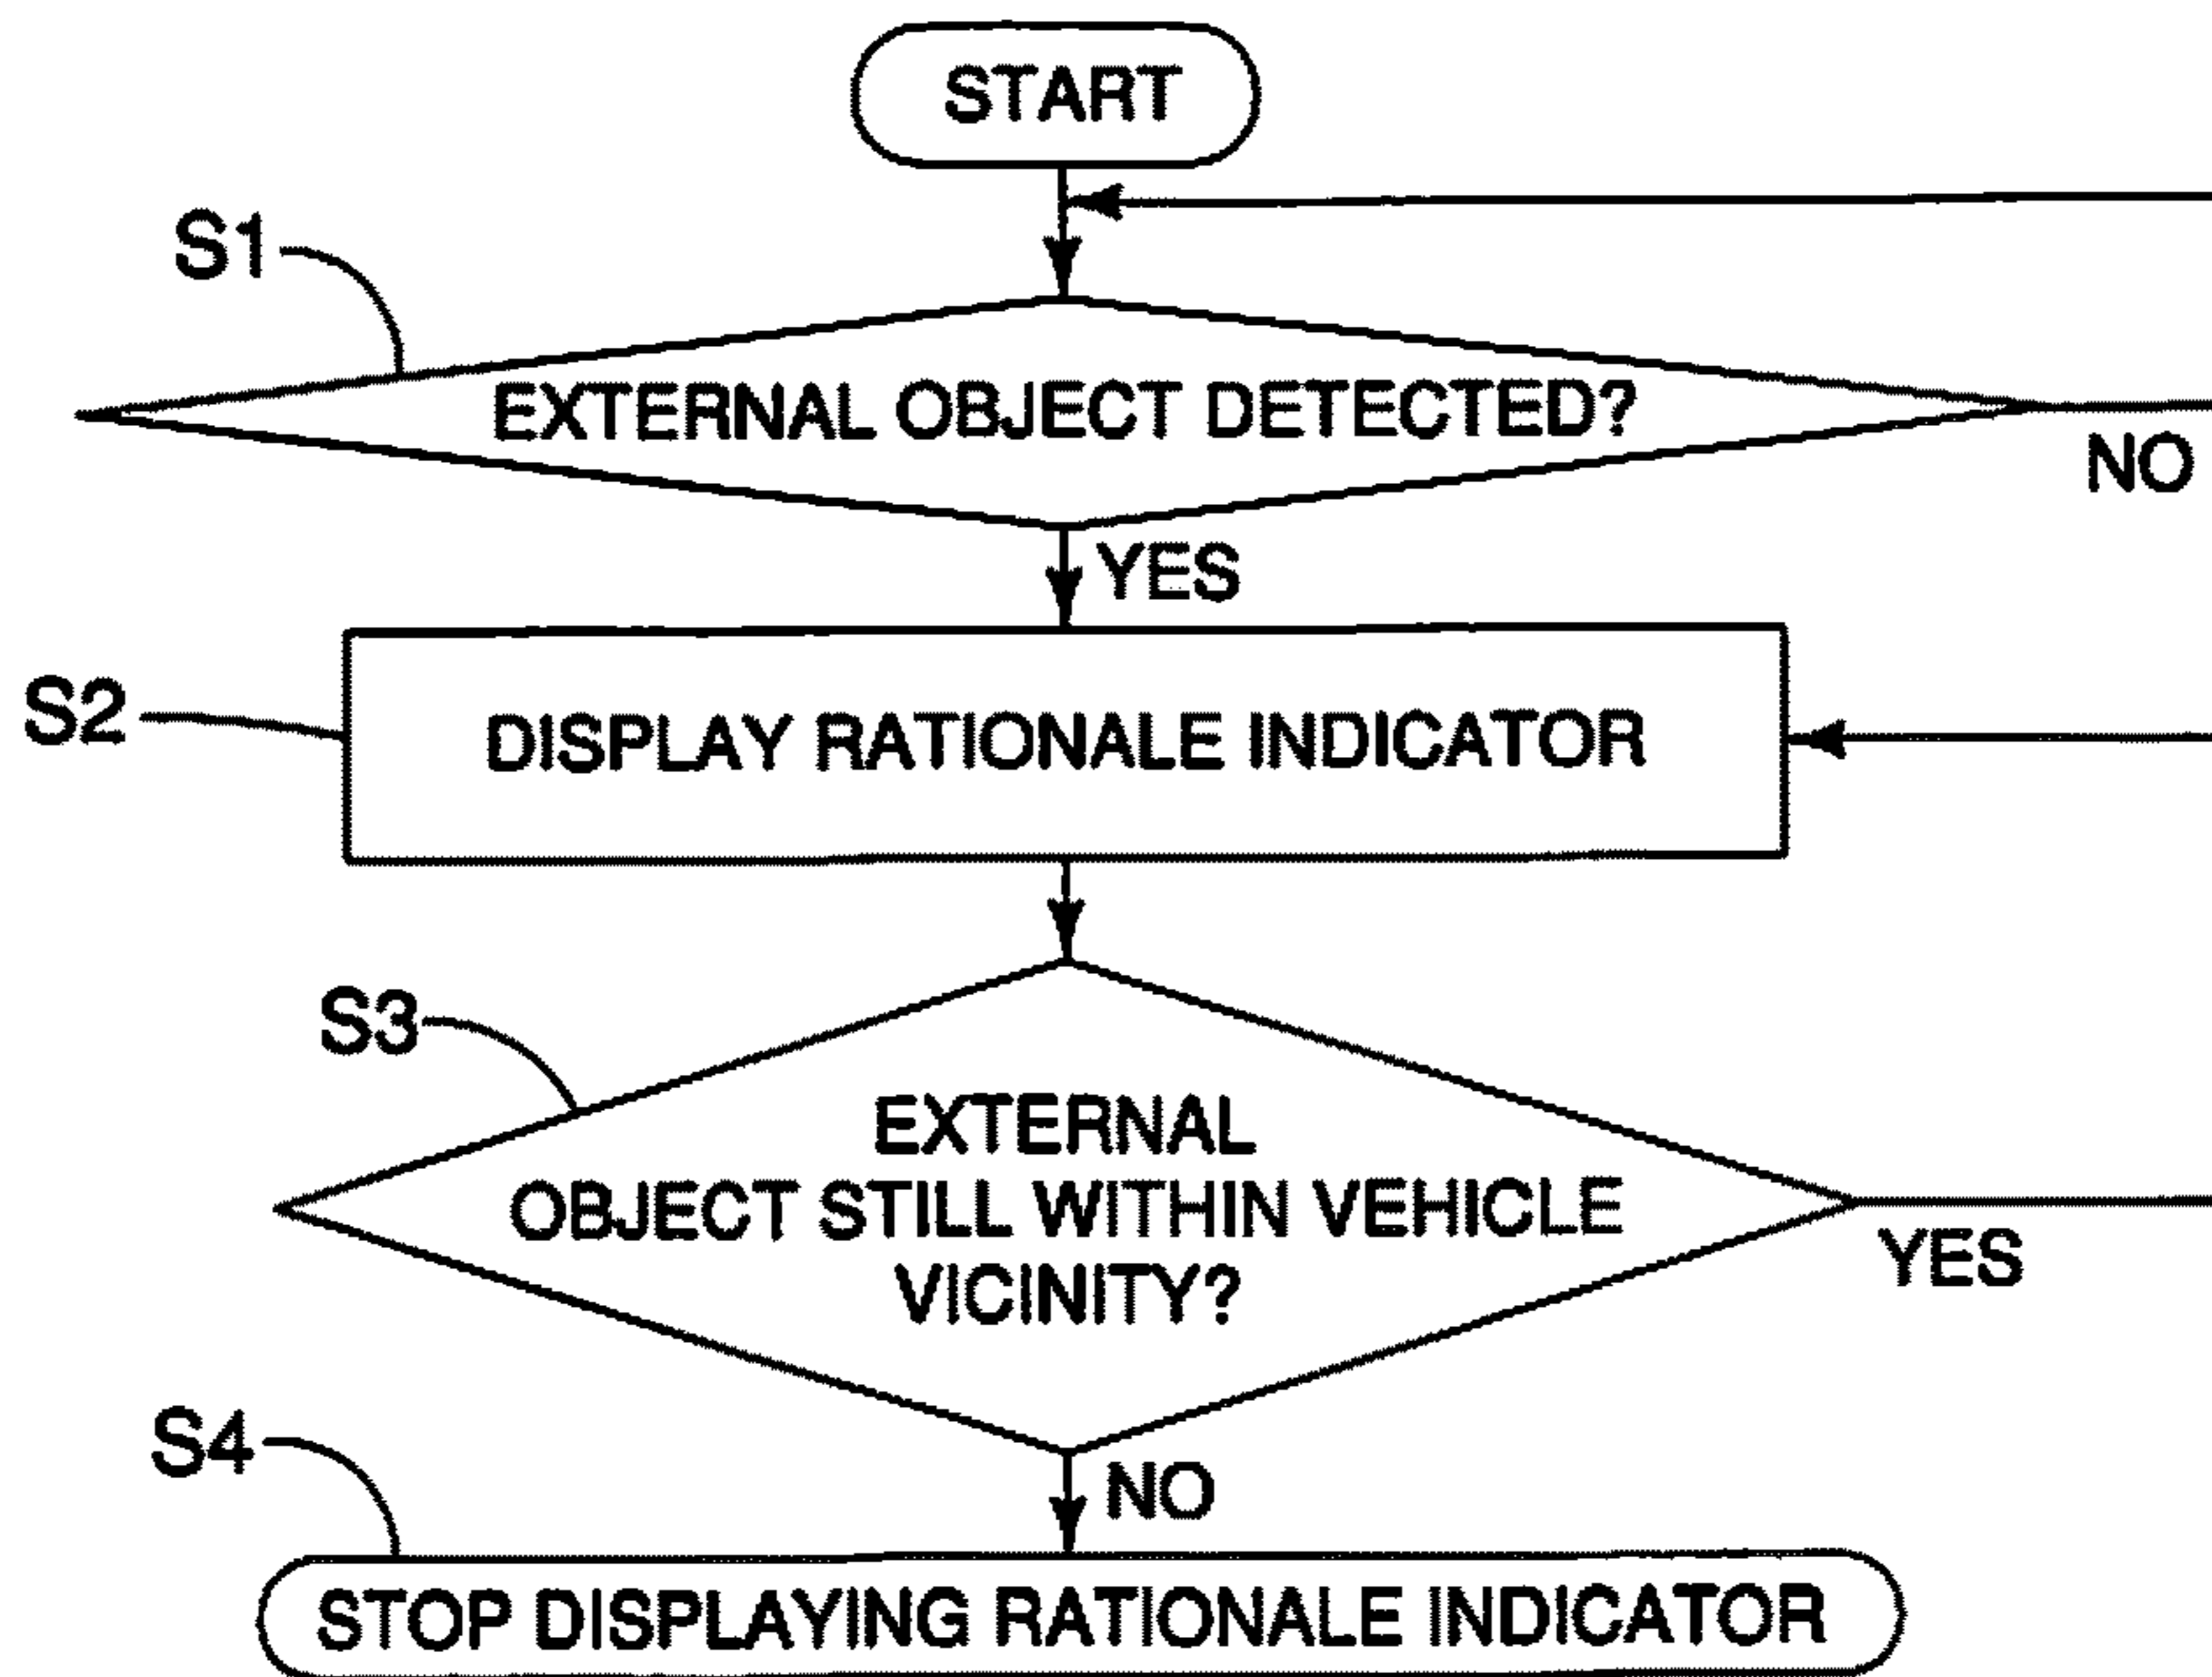 START
S1
EXTERNAL OBJECT DETECTED?
NO
YES
S2
DISPLAY RATIONALE INDICATOR
S3
EXTERNAL
OBJECT STILL WITHIN VEHICLE
VICINITY?
YES
S4
NO
STOP DISPLAYING RATIONALE INDICATOR